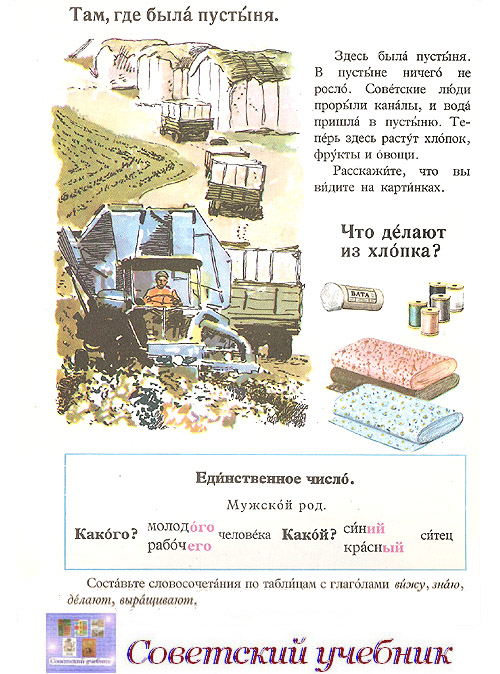 Там, где была́ пусты́ня.
Здесь была́ пусты́ня.
В пусты́не ничего́ не
росло́. Сове́тские лю́ди
проры́ли кана́лы, и вода́
пришла́ в пусты́ню. Те-
пе́рь здесь расту́т хло́пок,
фру́кты и о́вощи.
Расскажи́те, что вы
ви́дите на карти́нках.
Что де́лают
из хло́пка?
ВАТА
Еди́нственное число́.
Мужско́й род.
Како́го? молодо́го рабо́чего челове́ка Како́й? си́ний кра́сный си́тец
Соста́вьте словосочета́ния по табли́цам с глаго́лами ви́жу, зна́ю,
де́лают, выра́щивают.
Советский учебник
Советский учебник